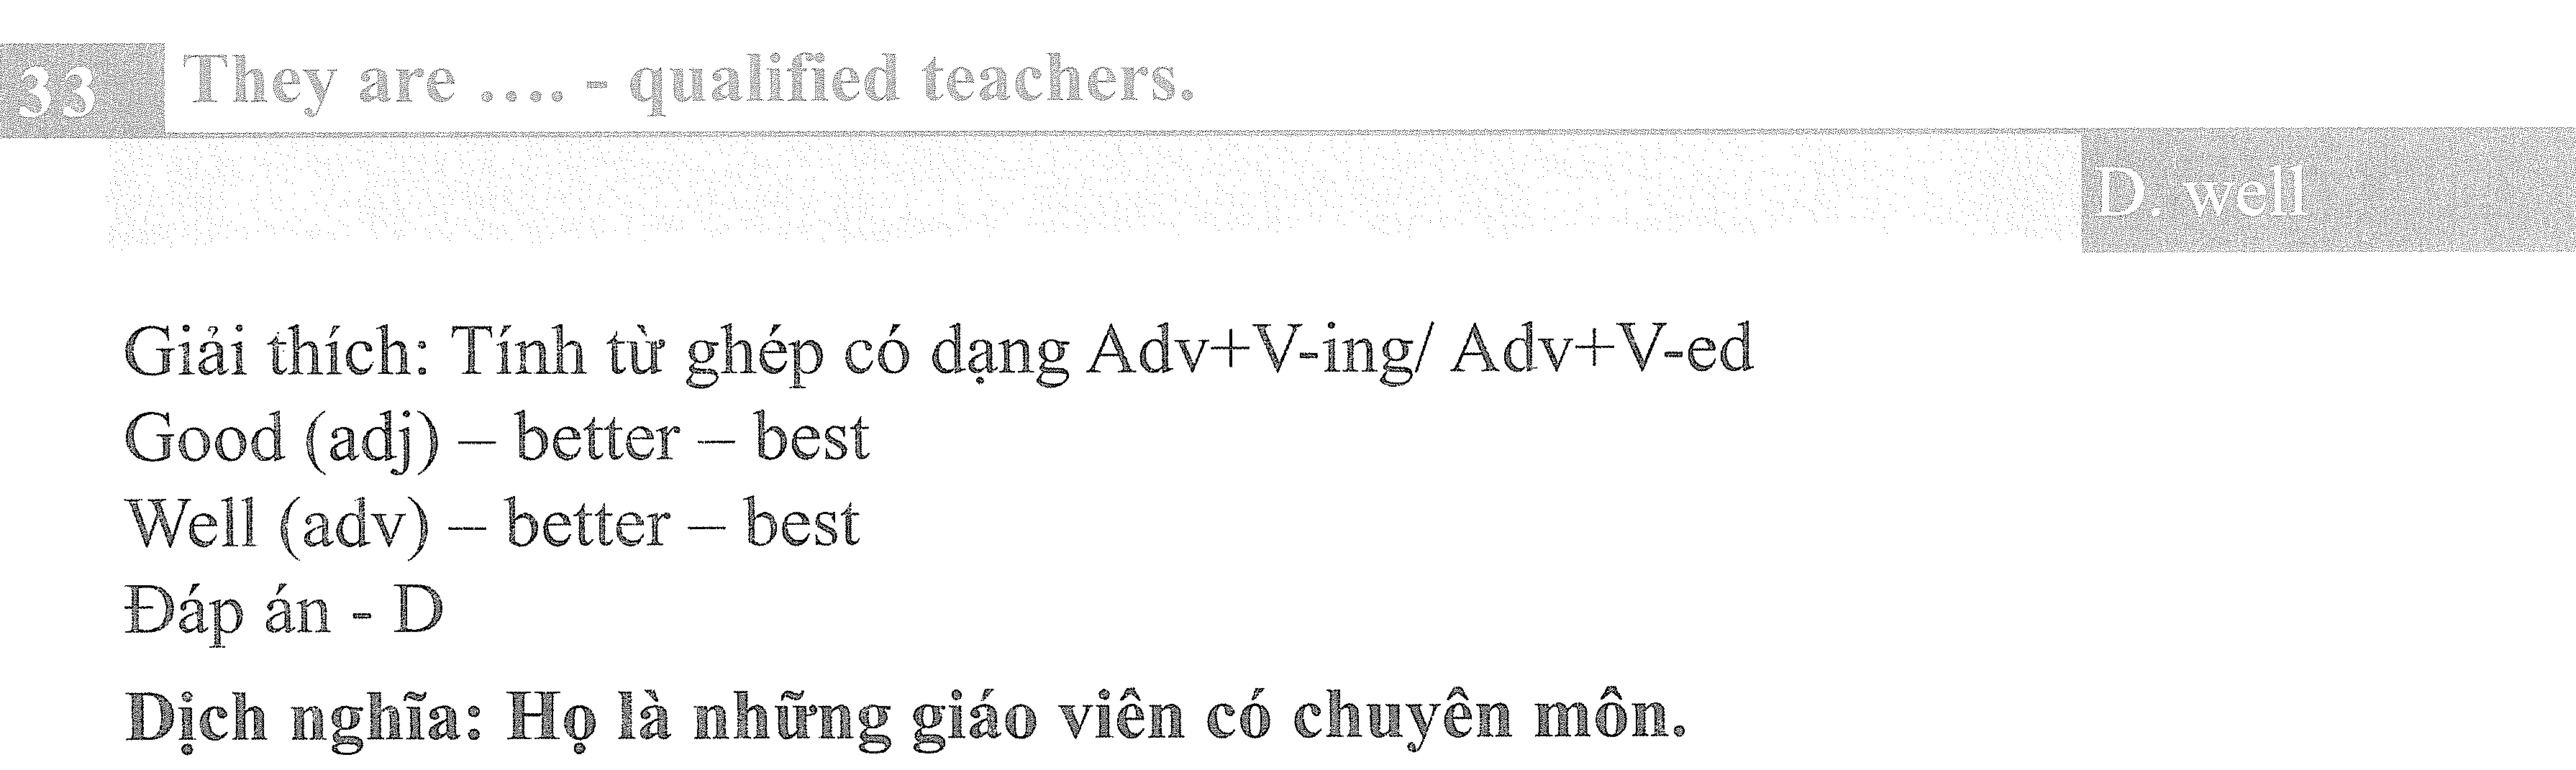 33 They are .... - qualified teachers.
D. well
Giải thích: Tính từ ghép có dạng Adv+V-ing/ Adv+V-ed
Good (adj) – better – best
Well (adv) – better – best
Đáp án - D
Dịch nghĩa: Họ là những giáo viên có chuyên môn.